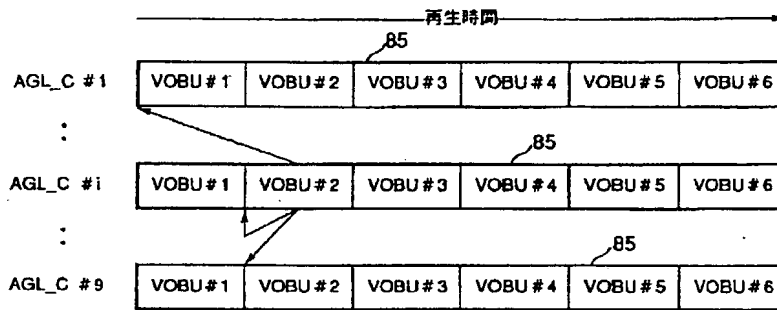 再生時間
85
AGL_C #1 VOBU#1 VOBU#2 VOBU#3 VOBU#4 VOBU#5 VOBU#6
85
AGL_C #i VOBU#1 VOBU#2 VOBU#3 VOBU#4 VOBU#5 VOBU#6
85
AGL_C #9 VOBU#1 VOBU#2 VOBU#3 VOBU#4 VOBU#5 VOBU#6